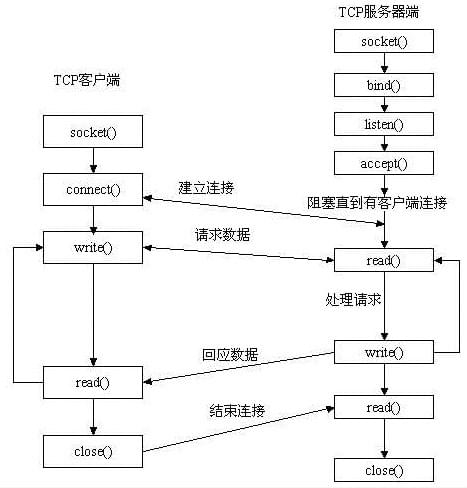 TCP服务器端
socket()
bind()
TCP客户端
listen()
socket()
accept()
connect()
建立连接
阻塞直到有客户端连接
请求数据
write()
read()
处理请求
回应数据
write()
read()
结束连接
read()
close()
close()